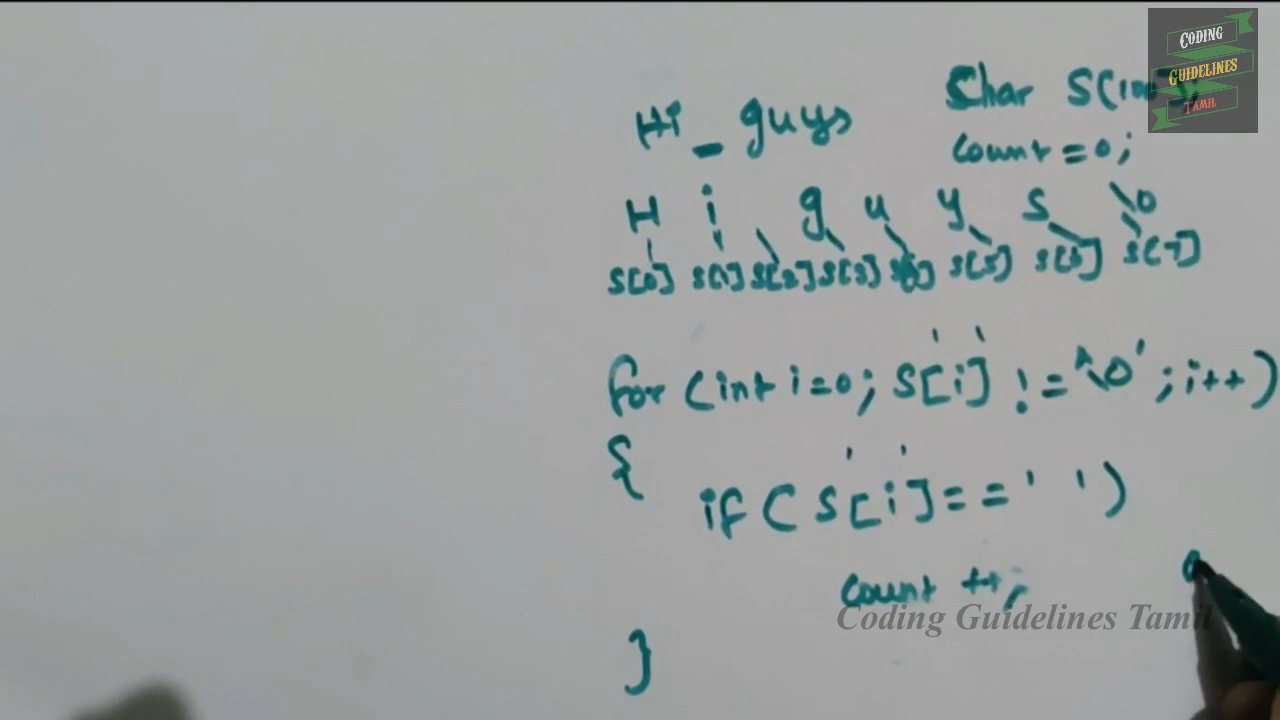 CODING
GUIDELINES
TAMIL
Hi_guys
Char S[100];
count=0;
H i g u y s \0
S[0] S[1] S[2] S[3] S[4] S[5] S[6] S[7]
for (int i=0; S[i] != '\0' ; i++)
{
if ( S[i]==' ' )
count ++;
Coding Guidelines Tamil
}